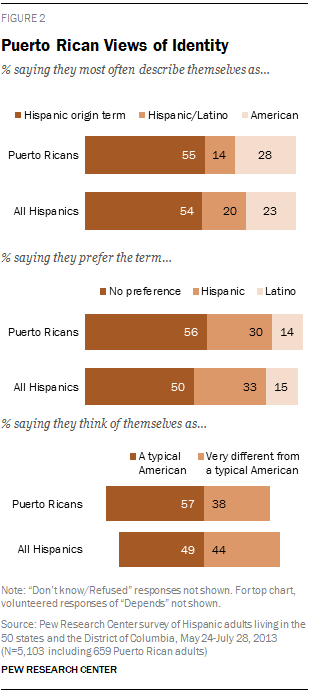 FIGURE 2
Puerto Rican Views of Identity
% saying they most often describe themselves as...
Hispanic origin term Hispanic/Latino American
Puerto Ricans 55 14 28
All Hispanics 54 20 23
% saying they prefer the term...
No preference Hispanic Latino
Puerto Ricans 56 30 14
All Hispanics 50 33 15
% saying they think of themselves as...
A typical American Very different from a typical American
Puerto Ricans 57 38
All Hispanics 49 44
Note: “Don’t know/Refused” responses not shown. For top chart,
volunteered responses of “Depends” not shown.
Source: Pew Research Center survey of Hispanic adults living in the
50 states and the District of Columbia, May 24-July 28, 2013
(N=5,103 including 659 Puerto Rican adults)
PEW RESEARCH CENTER